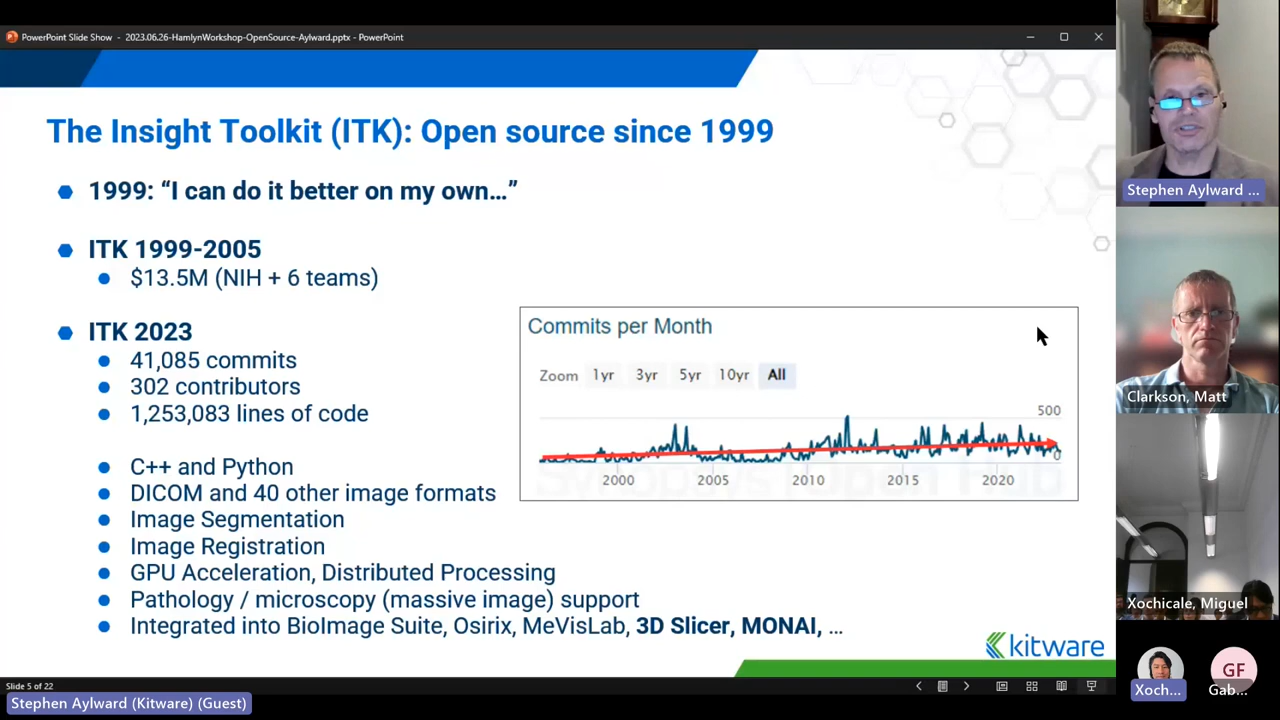 PowerPoint Slide Show - 2023.06.26-HamlynWorkshop-OpenSource-Aylward.pptx - PowerPoint
The Insight Toolkit (ITK): Open source since 1999
1999: “I can do it better on my own…”
ITK 1999-2005
$13.5M (NIH + 6 teams)
ITK 2023
41,085 commits
302 contributors
1,253,083 lines of code
C++ and Python
DICOM and 40 other image formats
Image Segmentation
Image Registration
GPU Acceleration, Distributed Processing
Pathology / microscopy (massive image) support
Integrated into BioImage Suite, Osirix, MeVisLab, 3D Slicer, MONAI, …
Commits per Month
Zoom 1yr 3yr 5yr 10yr All
500
0
2000 2005 2010 2015 2020
kitware
Slide 5 of 22
Stephen Aylward (Kitware) (Guest)
Stephen Aylward ...
Clarkson, Matt
Xochicale, Miguel
GF
Xoch... Gab...